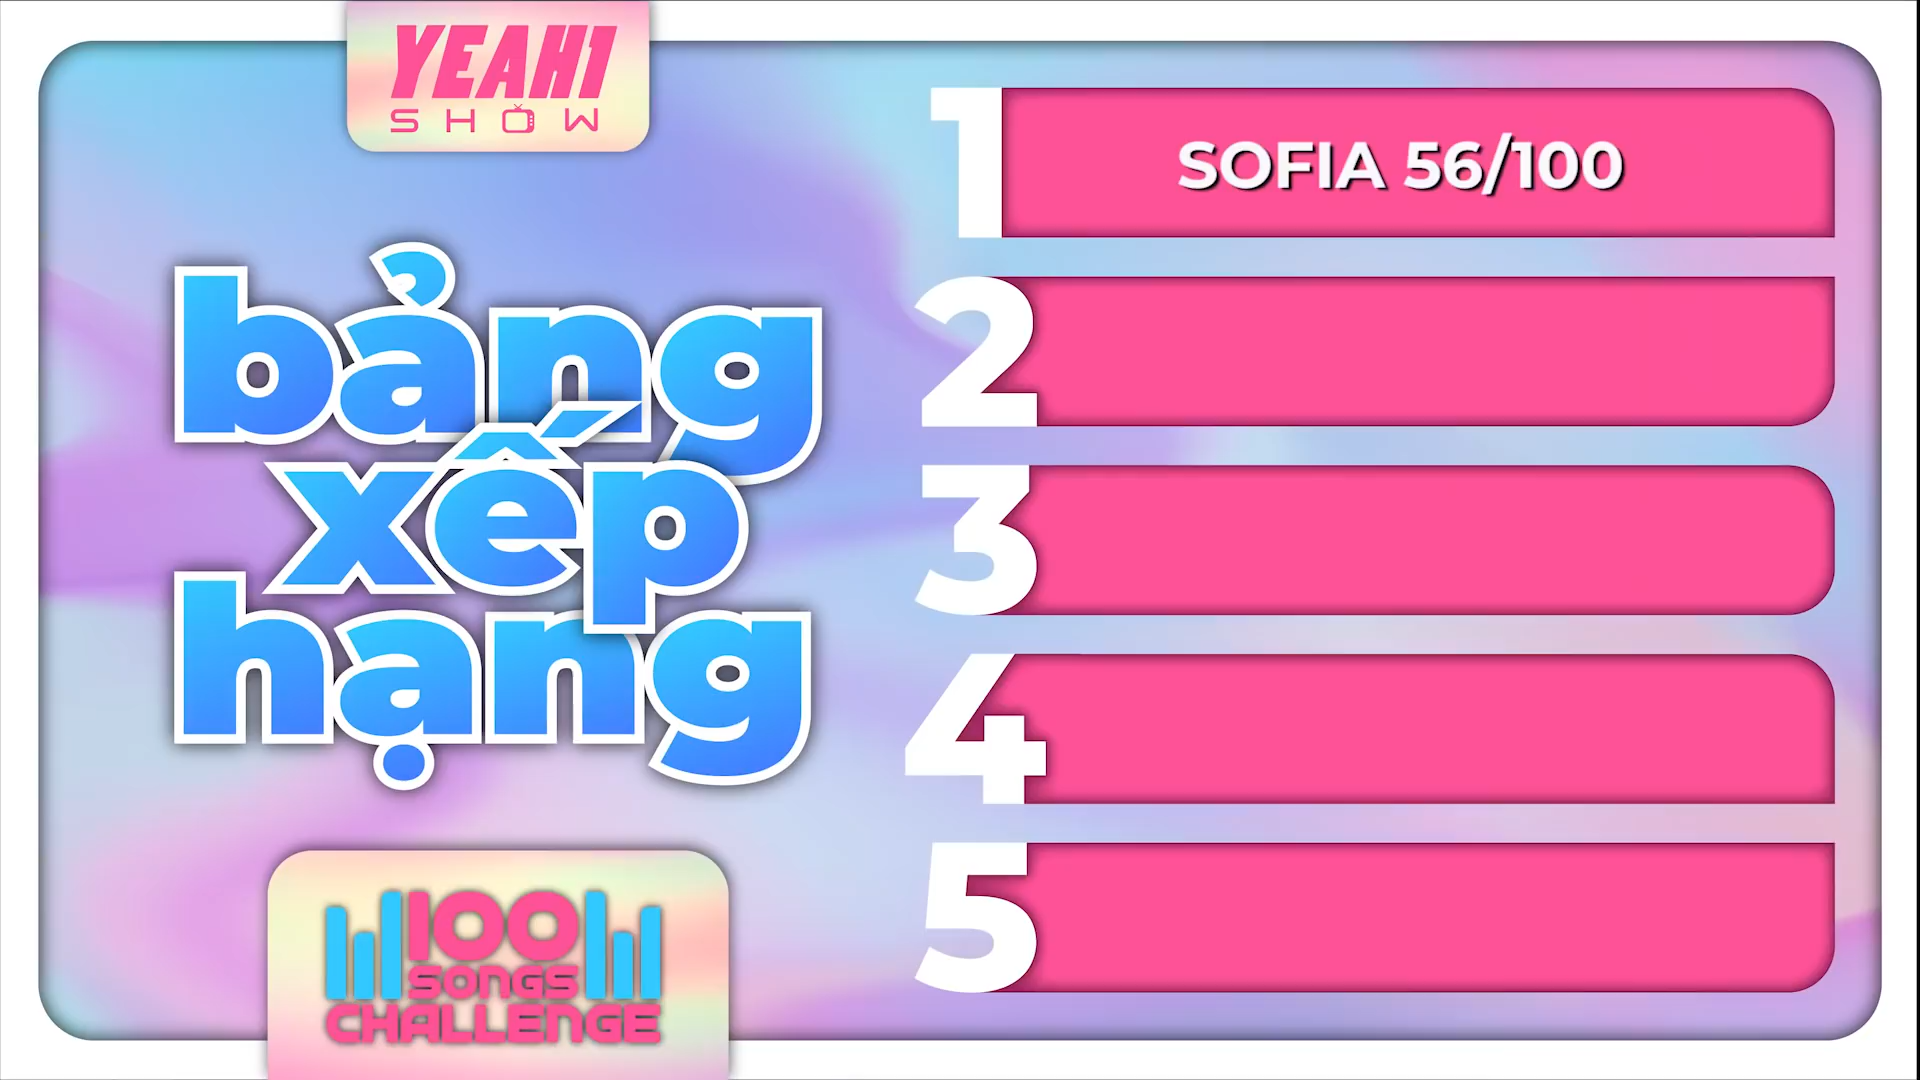 YEAH1
SHOW
bảng
xếp
hạng
100
SONGS
CHALLENGE
1
SOFIA 56/100
2
3
4
5